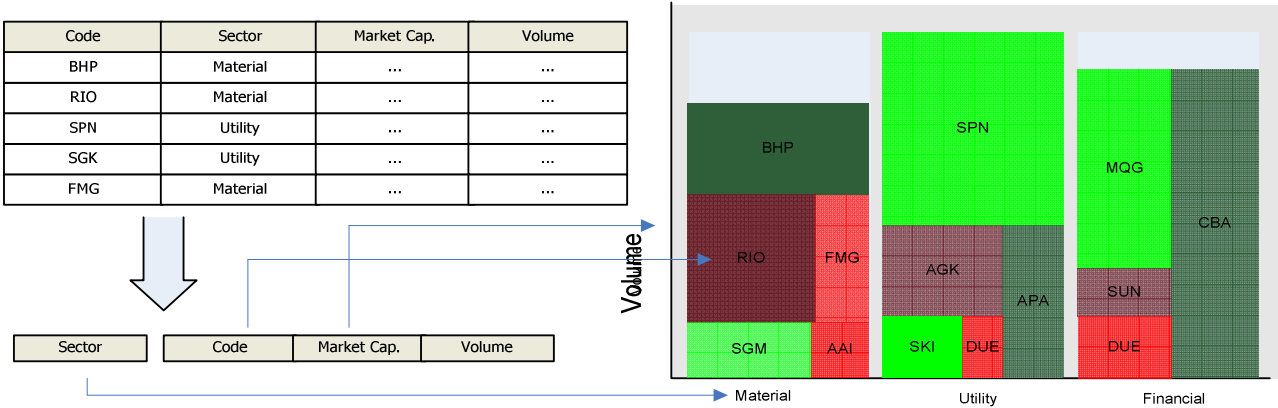 Code Sector Market Cap. Volume
BHP Material ... ...
RIO Material ... ...
SPN Utility ... ...
SGK Utility ... ...
FMG Material ... ...
Sector Code Market Cap. Volume
Volume
BHP
RIO FMG
SGM AAI
SPN
AGK APA
SKI DUE
MQG CBA
SUN
DUE
Material Utility Financial